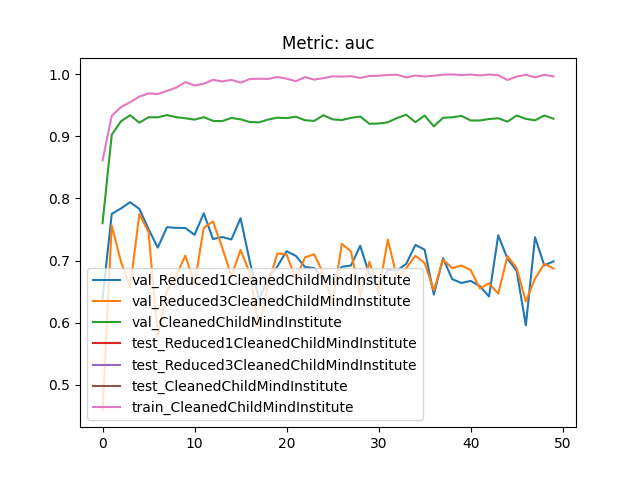 Metric: auc
1.0
0.9
0.8
0.7
0.6
0.5
val_Reduced1CleanedChildMindInstitute
val_Reduced3CleanedChildMindInstitute
val_CleanedChildMindInstitute
test_Reduced1CleanedChildMindInstitute
test_Reduced3CleanedChildMindInstitute
test_CleanedChildMindInstitute
train_CleanedChildMindInstitute
0 10 20 30 40 50